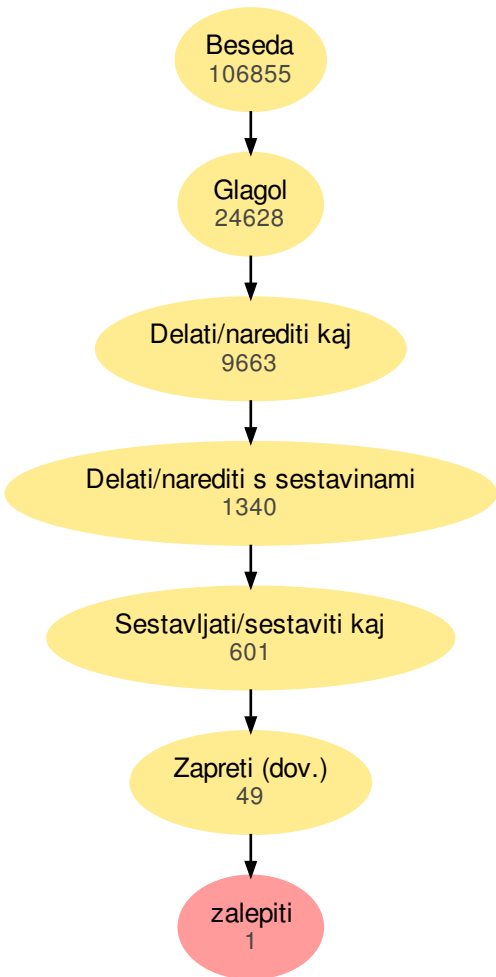 Beseda
106855
Glagol
24628
Delati/narediti kaj
9663
Delati/narediti s sestavinami
1340
Sestavljati/sestaviti kaj
601
Zapreti (dov.)
49
zalepiti
1